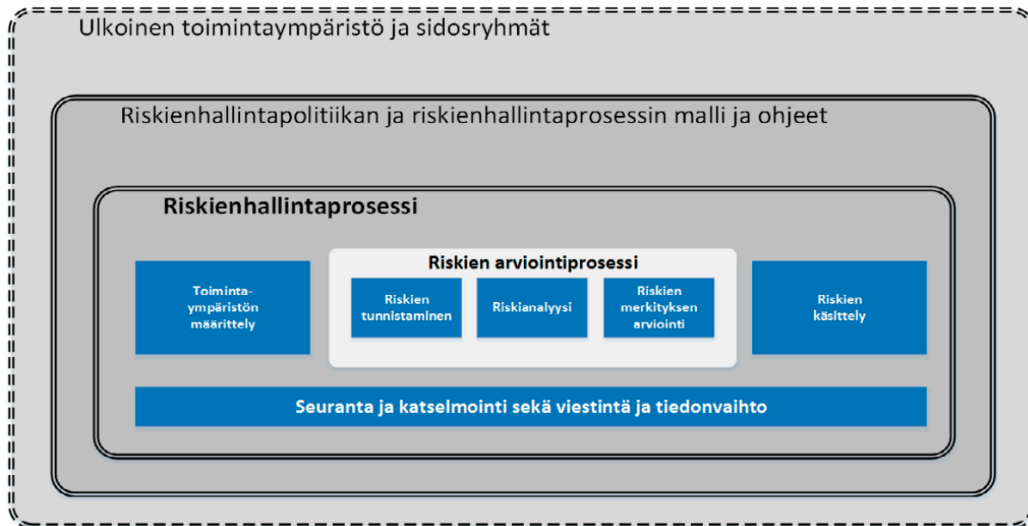 Ulkoinen toimintaympäristö ja sidosryhmät
Riskienhallintapolitiikan ja riskienhallintaprosessin malli ja ohjeet
Riskienhallintaprosessi
Toiminta-
ympäristön
määrittely
Riskien arviointiprosessi
Riskien
tunnistaminen
Riskianalyysi
Riskien
merkityksen
arviointi
Riskien
käsittely
Seuranta ja katselmointi sekä viestintä ja tiedonvaihto